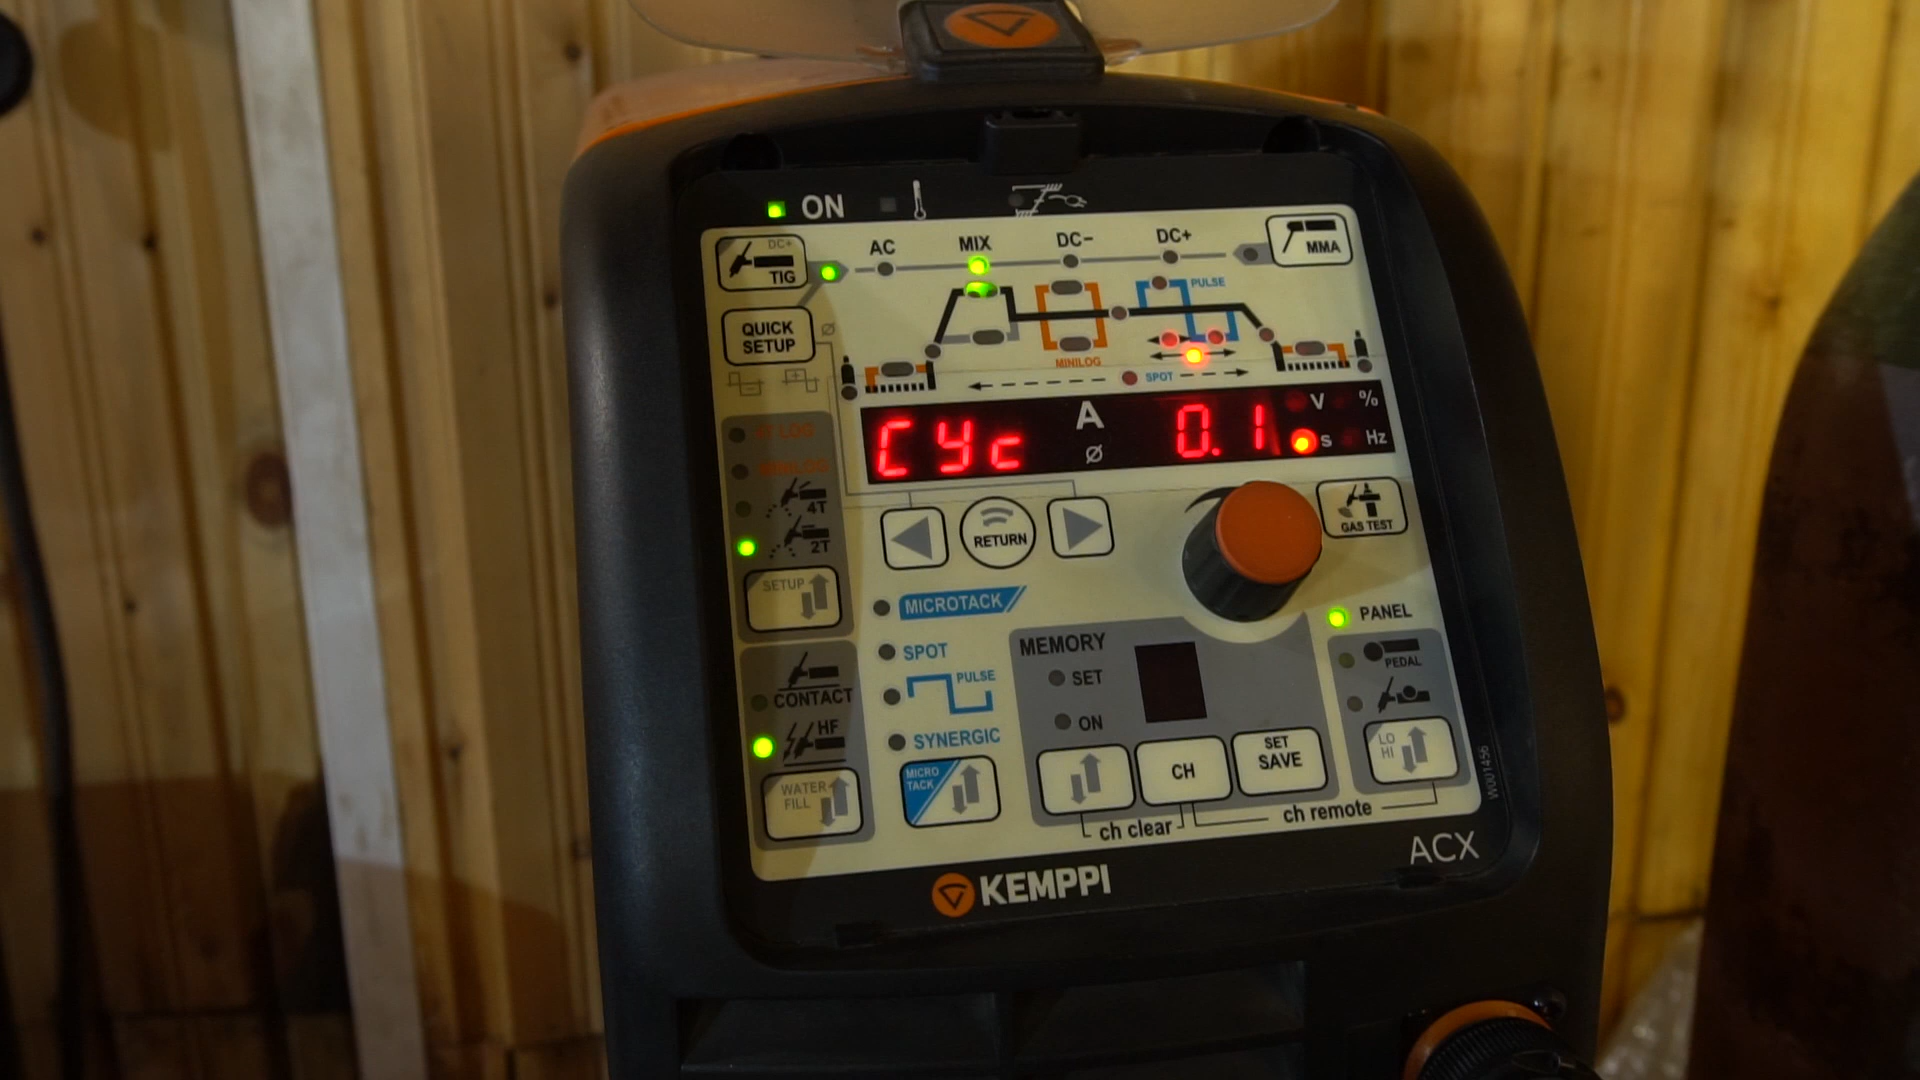 ON
DC+
TIG
AC
MIX
DC−
DC+
MMA
QUICK
SETUP
Ø
PULSE
MINILOG
SPOT
CYc
A
Ø
0.1
V
%
s
Hz
4T LOG
MINILOG
4T
2T
RETURN
GAS TEST
SETUP
MICROTACK
SPOT
PULSE
SYNERGIC
MICRO
TACK
CONTACT
HF
WATER
FILL
MEMORY
SET
ON
CH
SET
SAVE
ch clear
ch remote
PANEL
PEDAL
LO
HI
W001456
KEMPPI
ACX